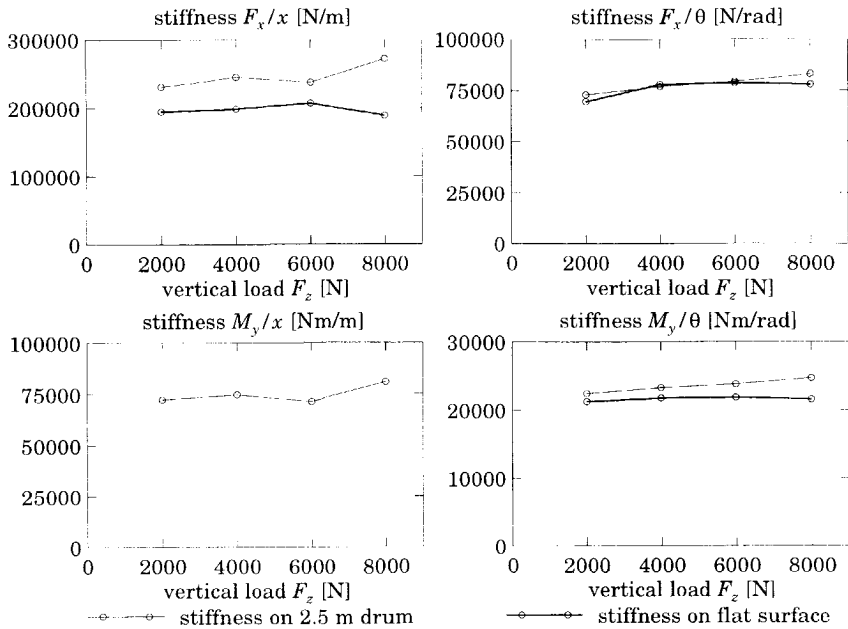 stiffness F_x/x [N/m]
300000
200000
100000
0
0 2000 4000 6000 8000
vertical load F_z [N]
stiffness F_x/θ [N/rad]
100000
75000
50000
25000
0
0 2000 4000 6000 8000
vertical load F_z [N]
stiffness M_y/x [Nm/m]
100000
75000
50000
25000
0
0 2000 4000 6000 8000
vertical load F_z [N]
stiffness M_y/θ [Nm/rad]
30000
20000
10000
0
0 2000 4000 6000 8000
vertical load F_z [N]
stiffness on 2.5 m drum
stiffness on flat surface